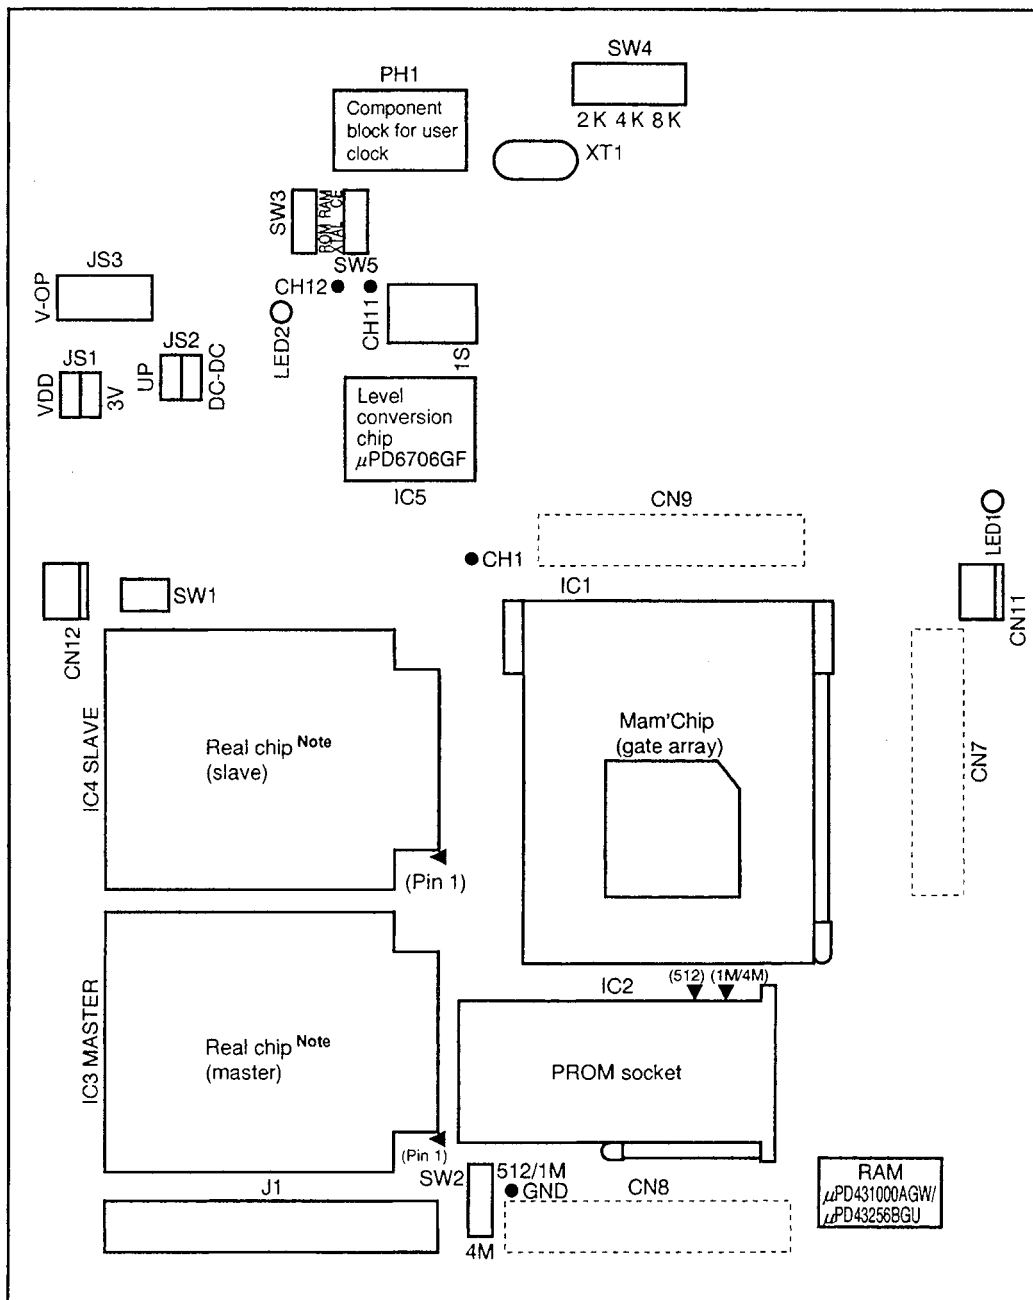 SW4
PH1
Component
block for user
clock
2K 4K 8K
XT1
SW3
ROM RAM
XTAL CE
SW5
JS3
V-OP
CH12
CH11
LED2
1S
JS2
UP
DC-DC
JS1
VDD
3V
Level
conversion
chip
μPD6706GF
IC5
CN9
LED1
CH1
IC1
SW1
CN12
CN11
Mam'Chip
(gate array)
Real chip Note
(slave)
IC4 SLAVE
CN7
(Pin 1)
(512) (1M/4M)
IC2
IC3 MASTER
Real chip Note
(master)
PROM socket
(Pin 1)
SW2
512/1M
GND
CN8
J1
4M
RAM
μPD431000AGW/
μPD43256BGU